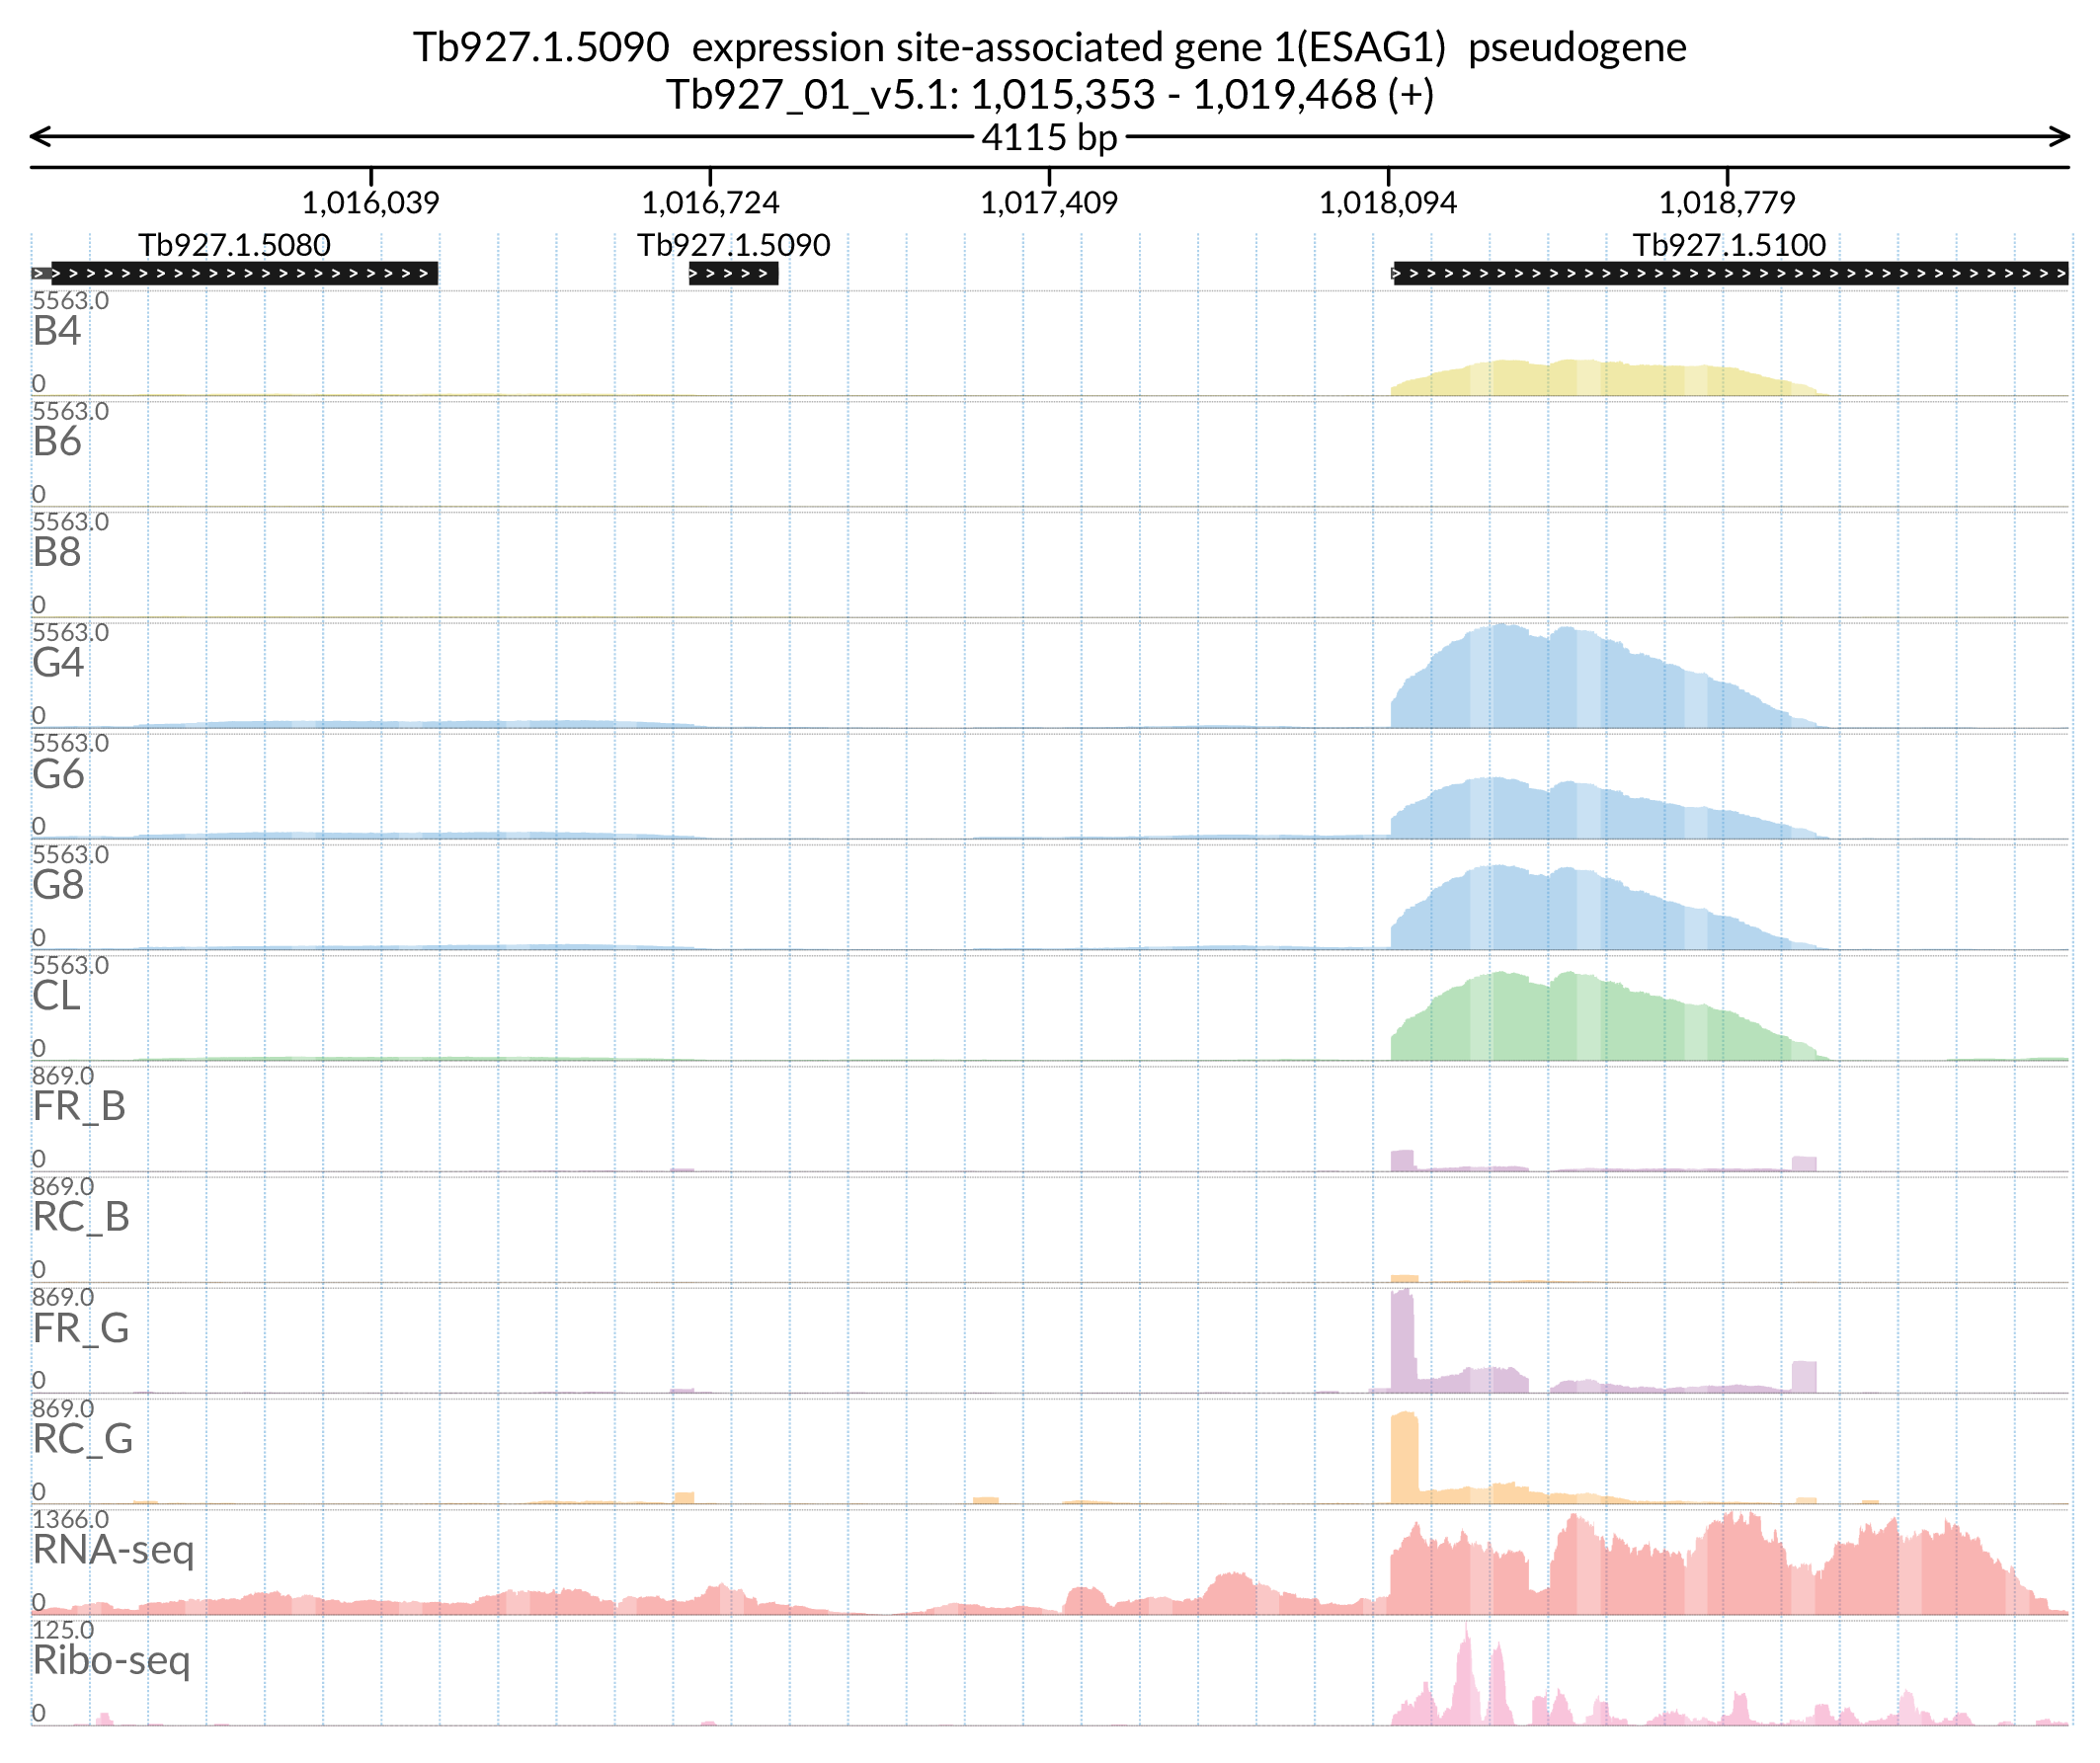 Tb927.1.5090  expression site-associated gene 1(ESAG1)  pseudogene
Tb927_01_v5.1: 1,015,353 - 1,019,468 (+)
4115 bp
1,016,039 1,016,724 1,017,409 1,018,094 1,018,779
Tb927.1.5080 Tb927.1.5090 Tb927.1.5100
5563.0
B4
0
5563.0
B6
0
5563.0
B8
0
5563.0
G4
0
5563.0
G6
0
5563.0
G8
0
5563.0
CL
0
869.0
FR_B
0
869.0
RC_B
0
869.0
FR_G
0
869.0
RC_G
0
1366.0
RNA-seq
0
125.0
Ribo-seq
0